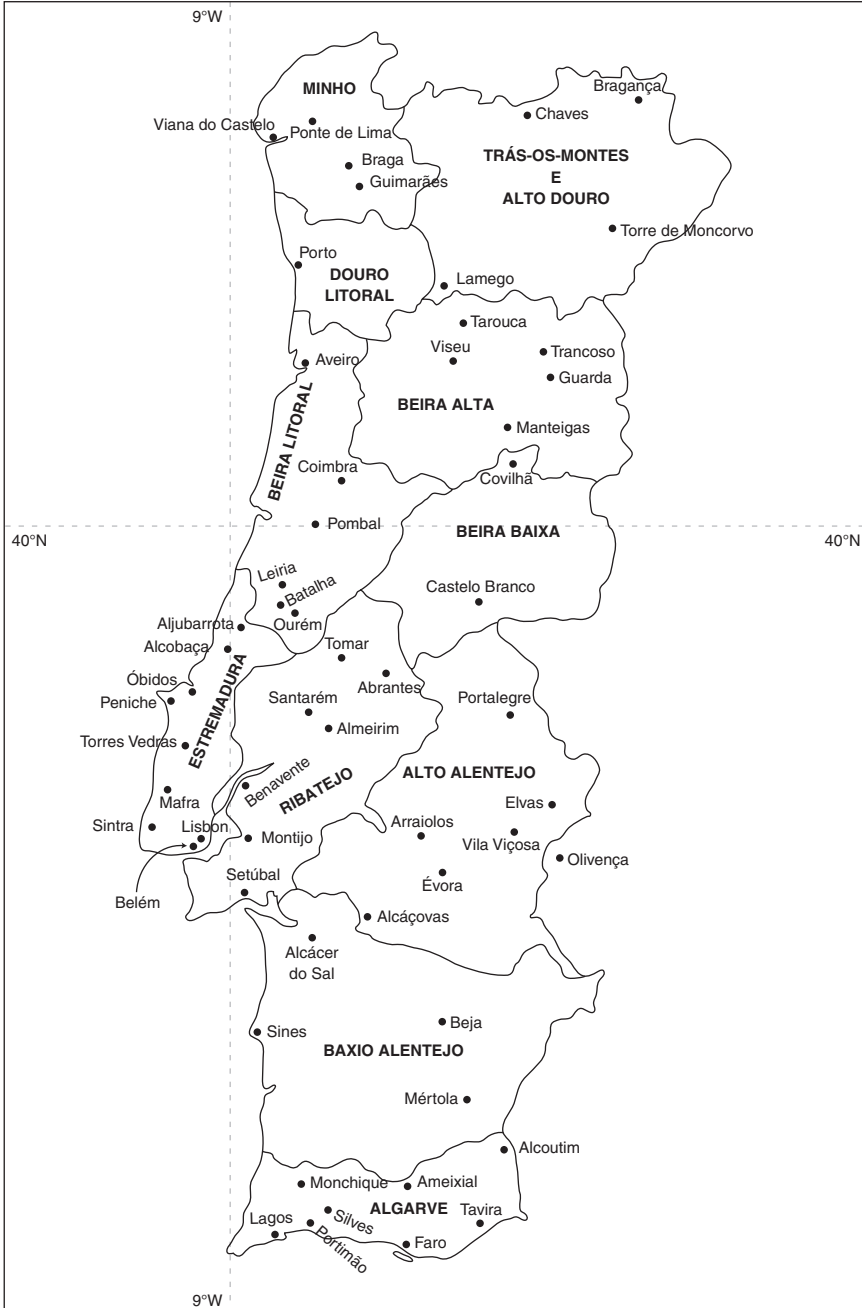 9°W
MINHO
Bragança
Chaves
Viana do Castelo
Ponte de Lima
TRÁS-OS-MONTES
E
ALTO DOURO
Braga
Guimarães
Torre de Moncorvo
Porto
DOURO
LITORAL
Lamego
Tarouca
Viseu
Trancoso
Aveiro
Guarda
BEIRA ALTA
BEIRA LITORAL
Manteigas
Coimbra
Covilhã
Pombal
BEIRA BAIXA
40°N
40°N
Leiria
Batalha
Castelo Branco
Ourém
Aljubarrota
Alcobaça
Tomar
Óbidos
Abrantes
Peniche
ESTREMADURA
Santarém
Portalegre
Almeirim
Torres Vedras
Benavente
RIBATEJO
ALTO ALENTEJO
Mafra
Elvas
Sintra
Lisbon
Montijo
Arraiolos
Vila Viçosa
Olivença
Belém
Setúbal
Évora
Alcáçovas
Alcácer
do Sal
Sines
Beja
BAXIO ALENTEJO
Mértola
Alcoutim
Monchique
Ameixial
ALGARVE
Lagos
Silves
Tavira
Portimão
Faro
9°W